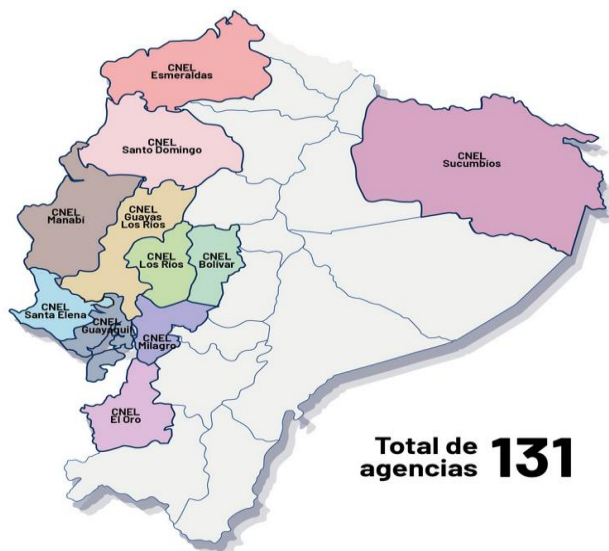 CNEL
Esmeraldas
CNEL
Santo Domingo
CNEL
Sucumbíos
CNEL
Manabí
CNEL
Guayas
Los Ríos
CNEL
Los Ríos
CNEL
Bolívar
CNEL
Santa Elena
CNEL
Guayaquil
CNEL
Milagro
CNEL
El Oro
Total de
agencias 131